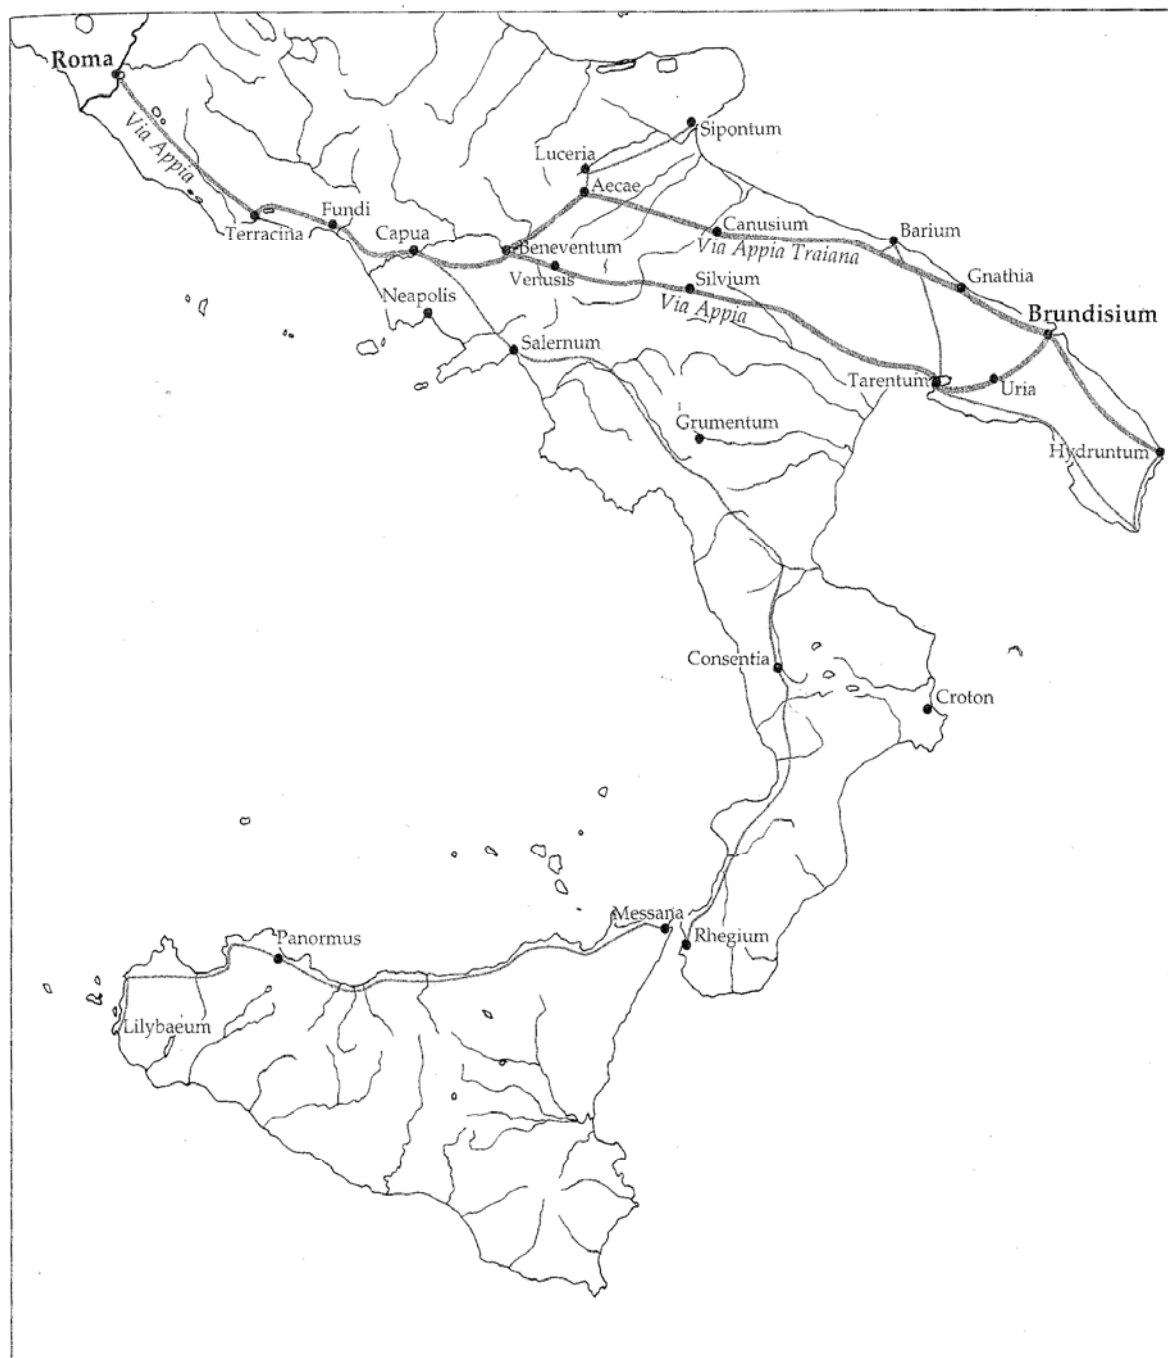 Roma
Via Appia
Sipontum
Luceria
Aecae
Fundi
Terracina
Capua
Beneventum
Canusium
Barium
Via Appia Traiana
Venusis
Silvium
Gnathia
Neapolis
Via Appia
Brundisium
Salernum
Tarentum
Uria
Grumentum
Hydruntum
Consentia
Croton
Messana
Rhegium
Panormus
Lilybaeum